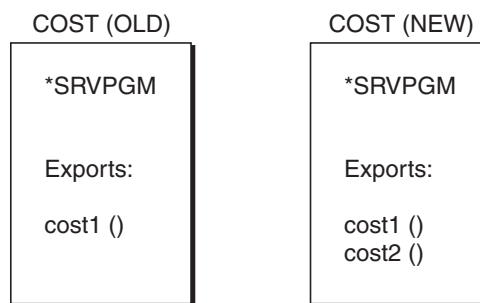 COST (OLD)
*SRVPGM
Exports:
cost1 ()
COST (NEW)
*SRVPGM
Exports:
cost1 ()
cost2 ()